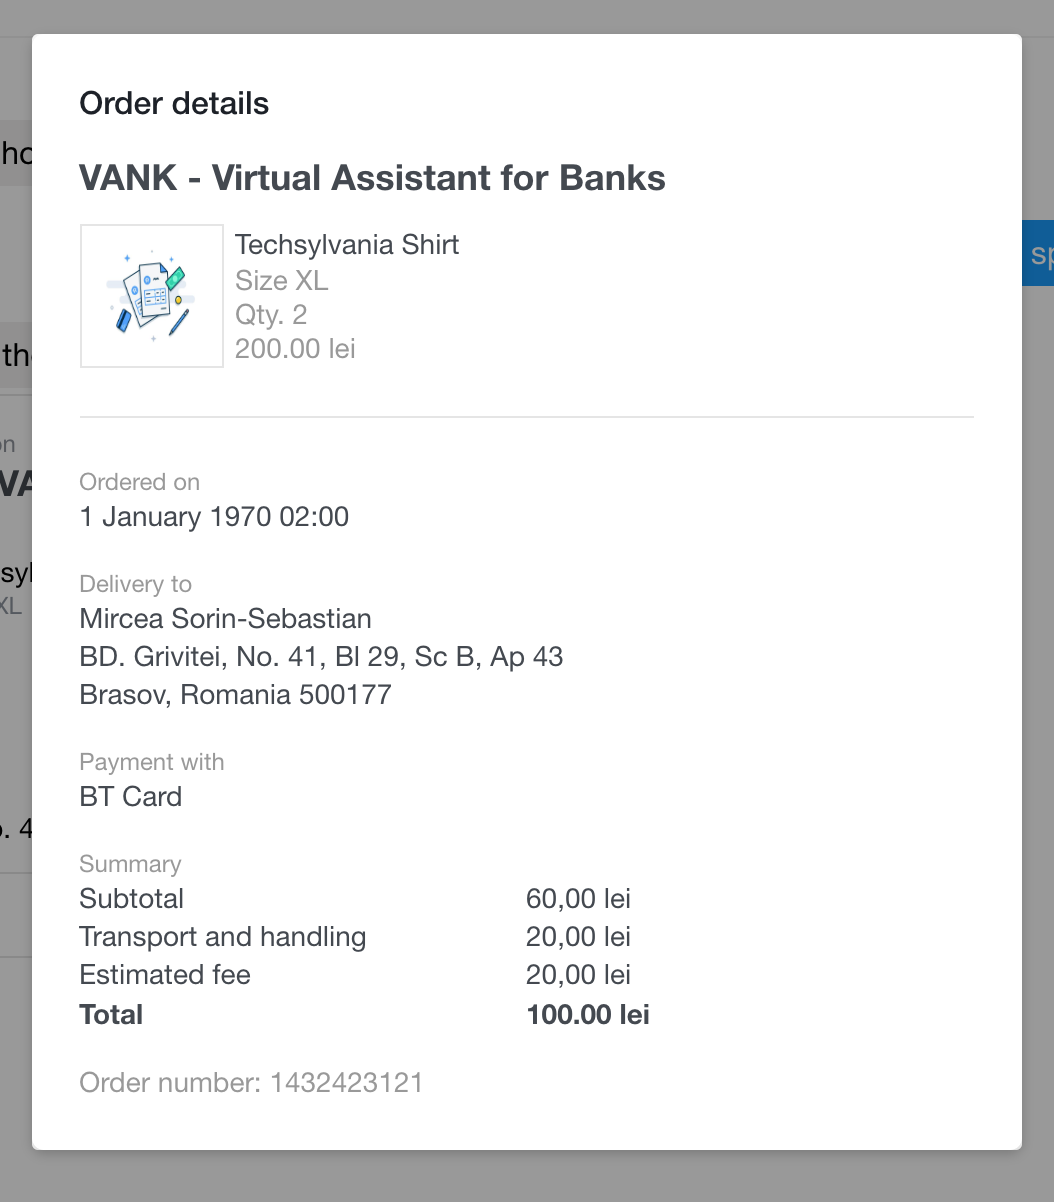 Order details
VANK - Virtual Assistant for Banks
Techsylvania Shirt
Size XL
Qty. 2
200.00 lei
Ordered on
1 January 1970 02:00
Delivery to
Mircea Sorin-Sebastian
BD. Grivitei, No. 41, Bl 29, Sc B, Ap 43
Brasov, Romania 500177
Payment with
BT Card
Summary
Subtotal 60,00 lei
Transport and handling 20,00 lei
Estimated fee 20,00 lei
Total 100.00 lei
Order number: 1432423121